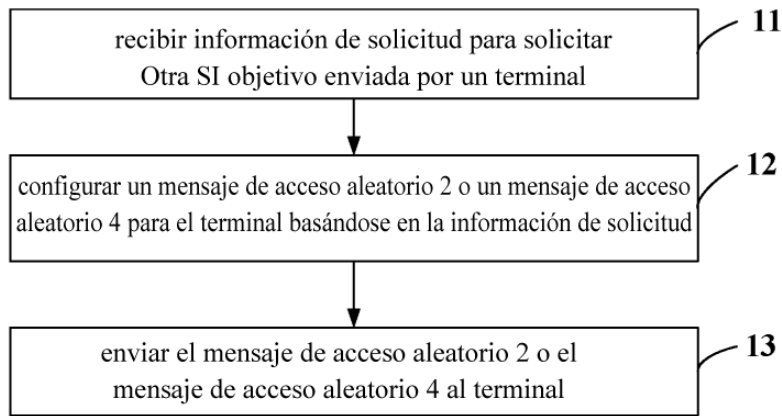 11
recibir información de solicitud para solicitar
Otra SI objetivo enviada por un terminal
12
configurar un mensaje de acceso aleatorio 2 o un mensaje de acceso
aleatorio 4 para el terminal basándose en la información de solicitud
13
enviar el mensaje de acceso aleatorio 2 o el
mensaje de acceso aleatorio 4 al terminal